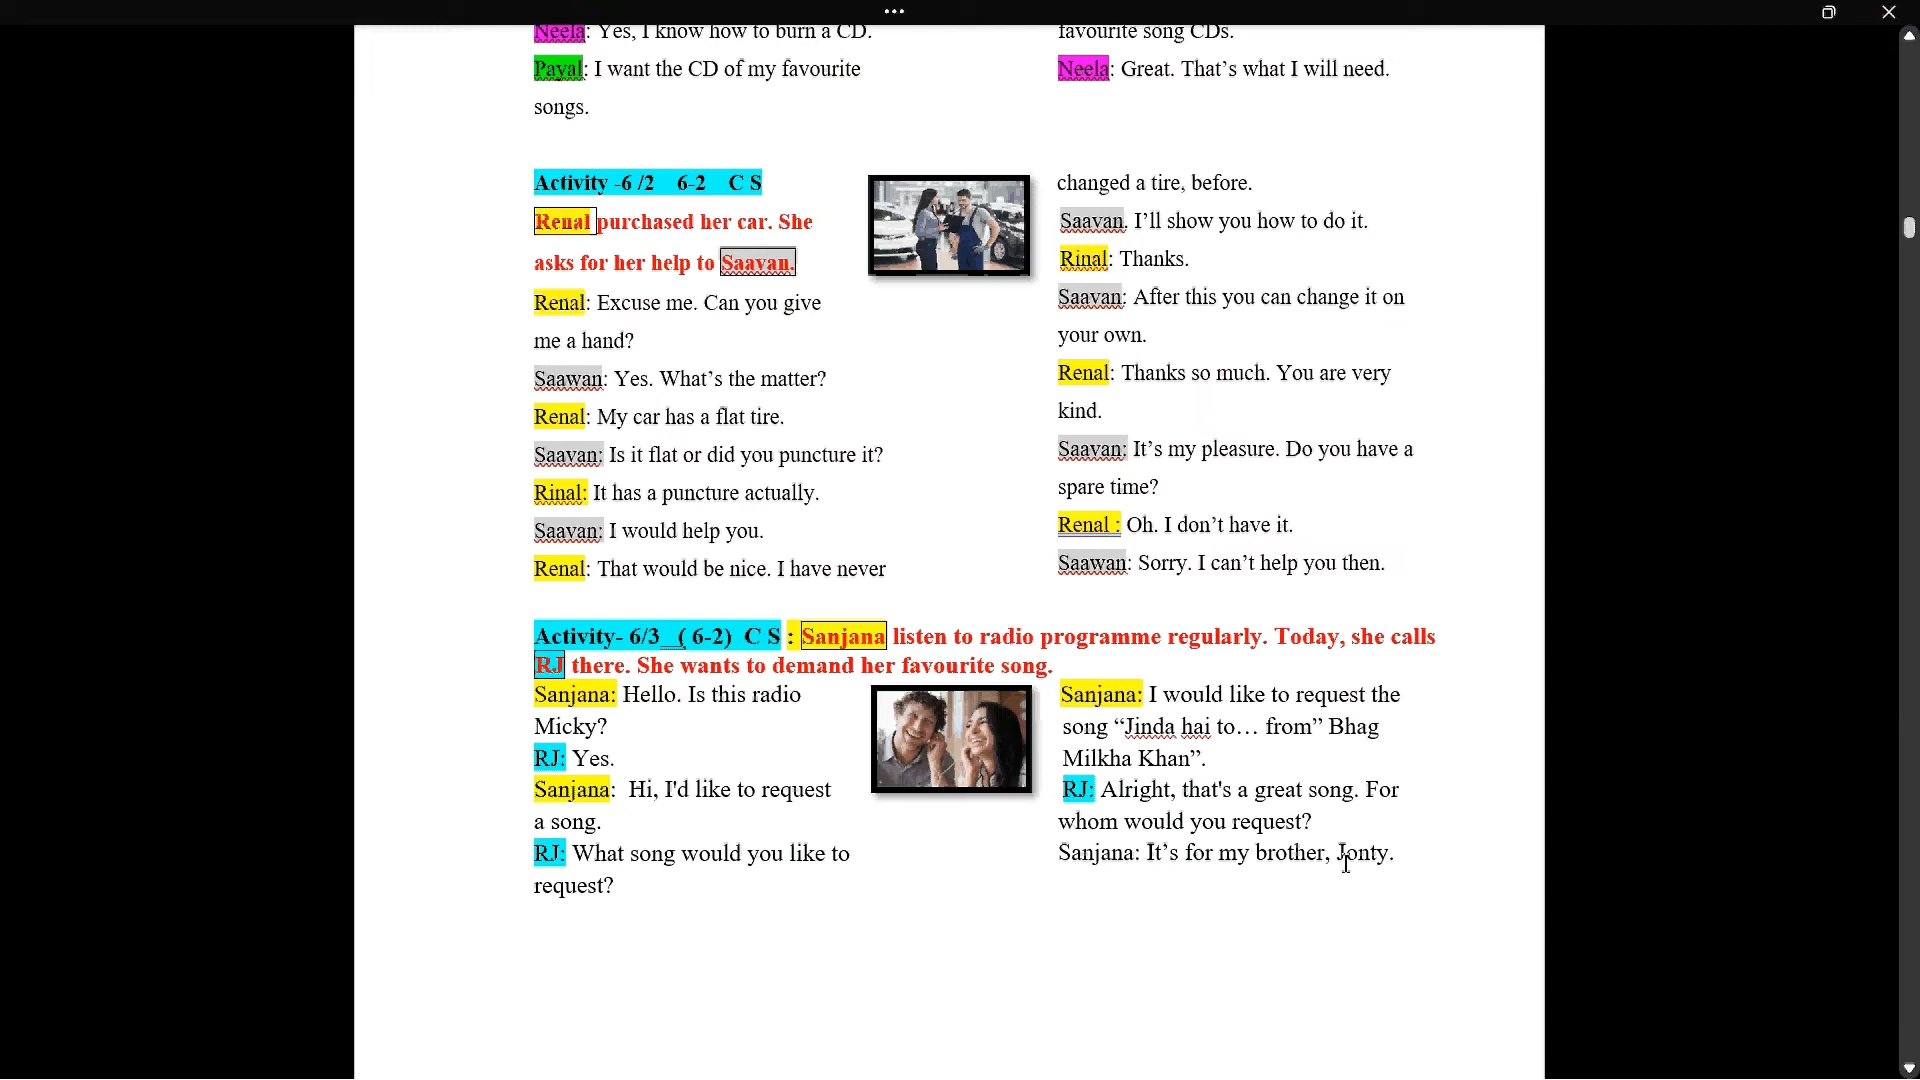 Neela: Yes, I know how to burn a CD.
Payal: I want the CD of my favourite
songs.
favourite song CDs.
Neela: Great. That’s what I will need.
Activity -6 /2 6-2 C S
Renal purchased her car. She
asks for her help to Saavan.
Renal: Excuse me. Can you give
me a hand?
Saawan: Yes. What’s the matter?
Renal: My car has a flat tire.
Saavan: Is it flat or did you puncture it?
Rinal: It has a puncture actually.
Saavan: I would help you.
Renal: That would be nice. I have never
changed a tire, before.
Saavan. I’ll show you how to do it.
Rinal: Thanks.
Saavan: After this you can change it on
your own.
Renal: Thanks so much. You are very
kind.
Saavan: It’s my pleasure. Do you have a
spare time?
Renal : Oh. I don’t have it.
Saawan: Sorry. I can’t help you then.
Activity- 6/3 ( 6-2) C S : Sanjana listen to radio programme regularly. Today, she calls
RJ there. She wants to demand her favourite song.
Sanjana: Hello. Is this radio
Micky?
RJ: Yes.
Sanjana: Hi, I'd like to request
a song.
RJ: What song would you like to
request?
Sanjana: I would like to request the
song “Jinda hai to… from” Bhag
Milkha Khan”.
RJ: Alright, that's a great song. For
whom would you request?
Sanjana: It’s for my brother, Jonty.